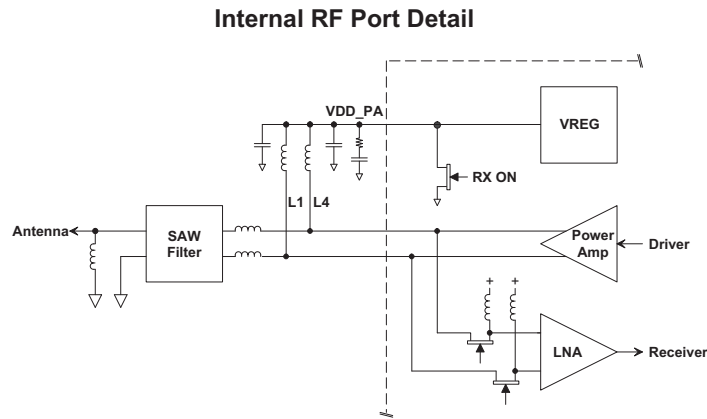 Internal RF Port Detail
VDD_PA
VREG
RX ON
L1 L4
Antenna
SAW
Filter
Power
Amp
Driver
+ +
LNA
Receiver